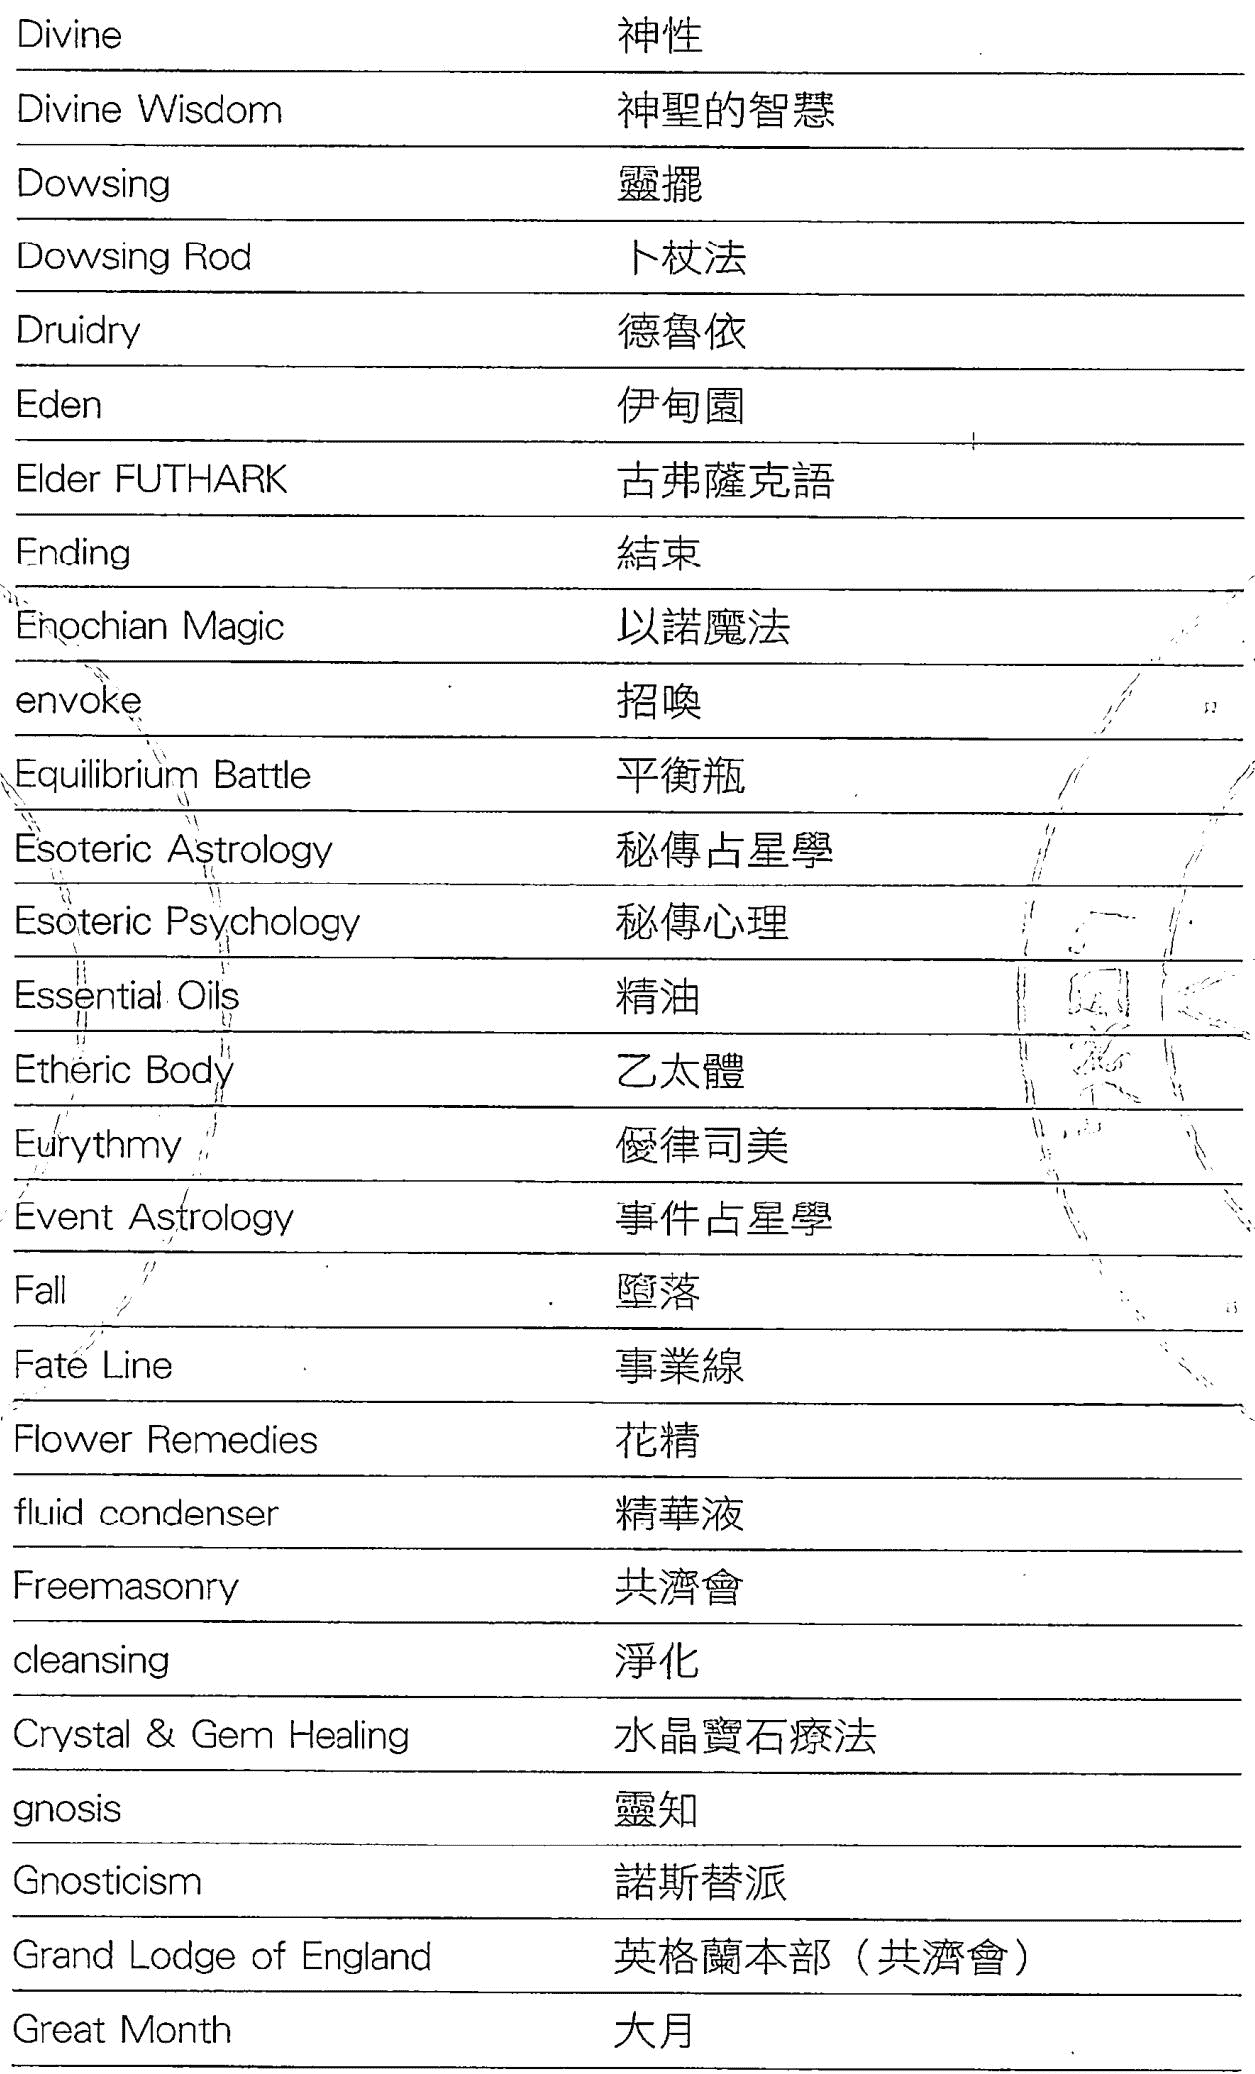 Divine 神性
Divine Wisdom 神聖的智慧
Dowsing 靈擺
Dowsing Rod 卜杖法
Druidry 德魯依
Eden 伊甸園
Elder FUTHARK 古弗薩克語
Ending 結束
Enochian Magic 以諾魔法
envoke 招喚
Equilibrium Battle 平衡瓶
Esoteric Astrology 秘傳占星學
Esoteric Psychology 秘傳心理
Essential Oils 精油
Etheric Body 乙太體
Eurythmy 優律司美
Event Astrology 事件占星學
Fall 墮落
Fate Line 事業線
Flower Remedies 花精
fluid condenser 精華液
Freemasonry 共濟會
cleansing 淨化
Crystal & Gem Healing 水晶寶石療法
gnosis 靈知
Gnosticism 諾斯替派
Grand Lodge of England 英格蘭本部（共濟會）
Great Month 大月